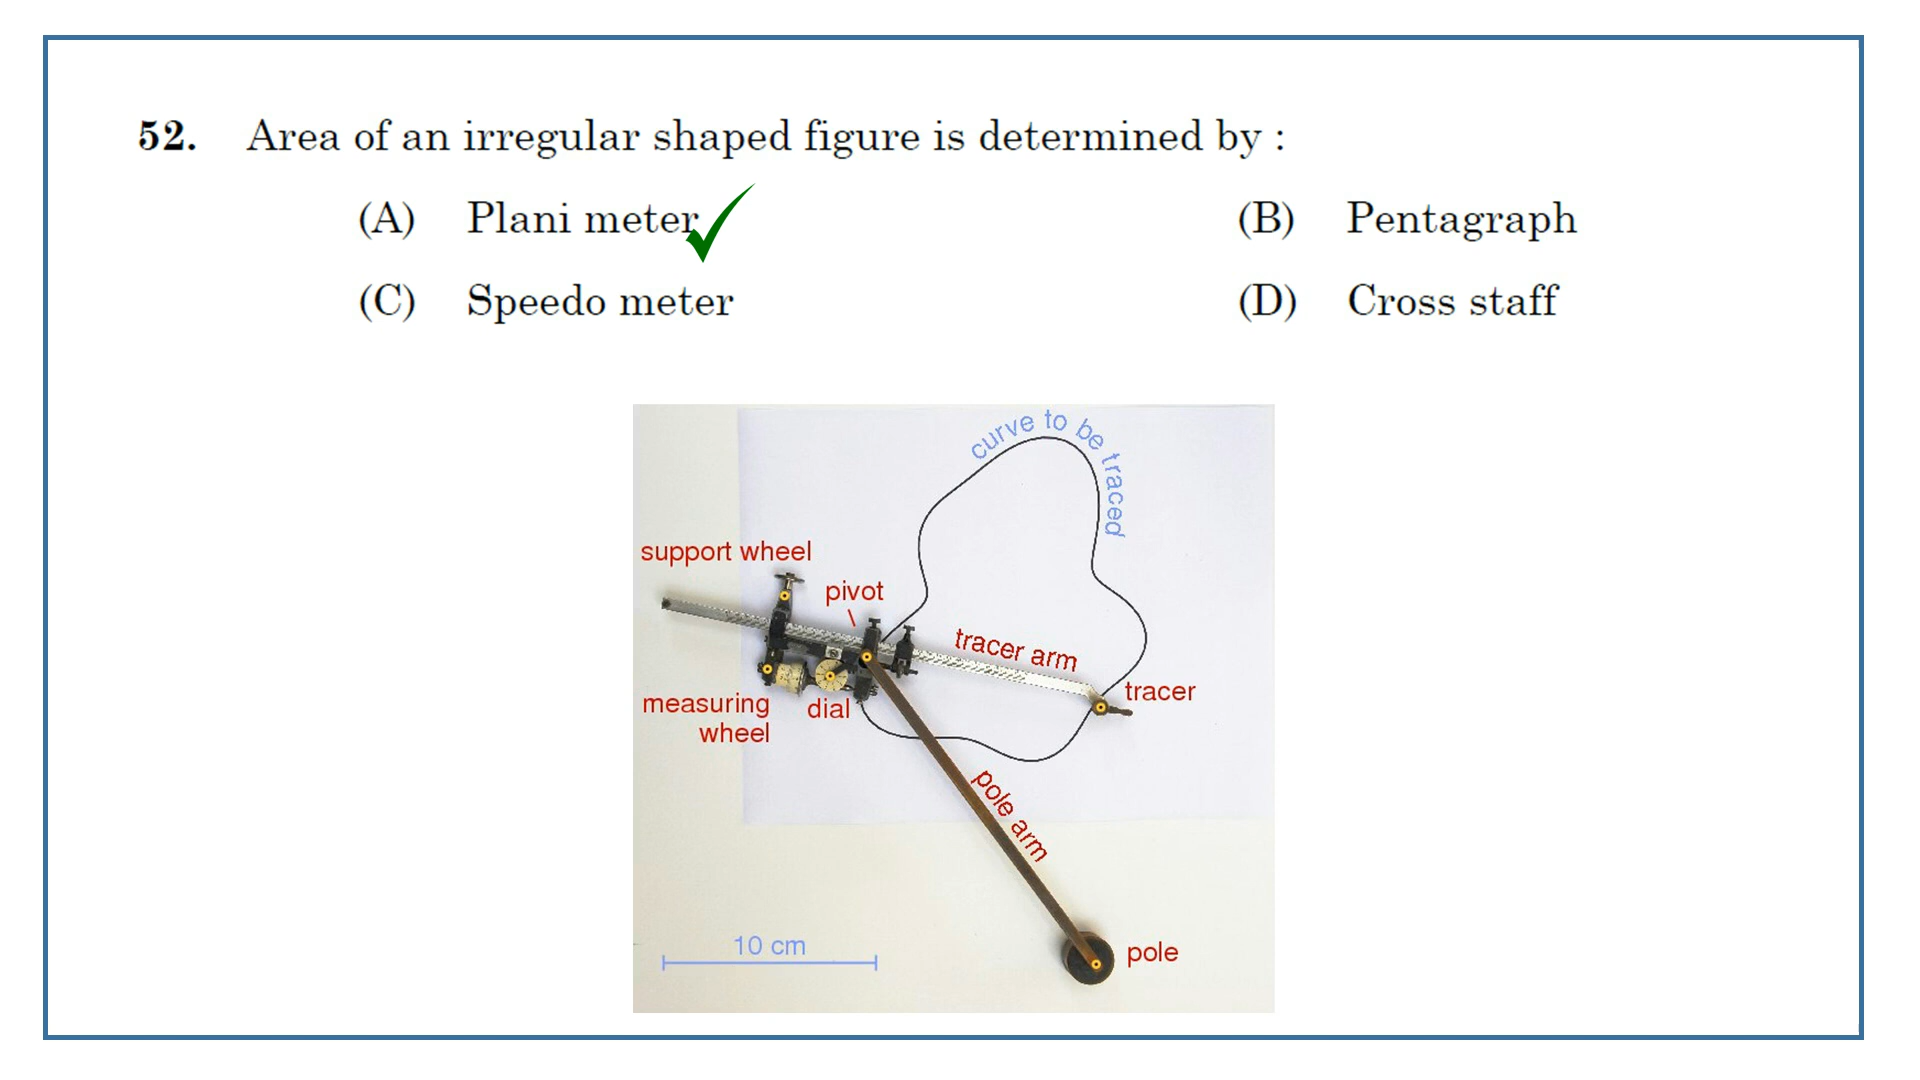 52. Area of an irregular shaped figure is determined by :
(A) Plani meter (B) Pentagraph
(C) Speedo meter (D) Cross staff
curve to be traced
support wheel
pivot
tracer arm
tracer
measuring
wheel
dial
pole arm
10 cm
pole